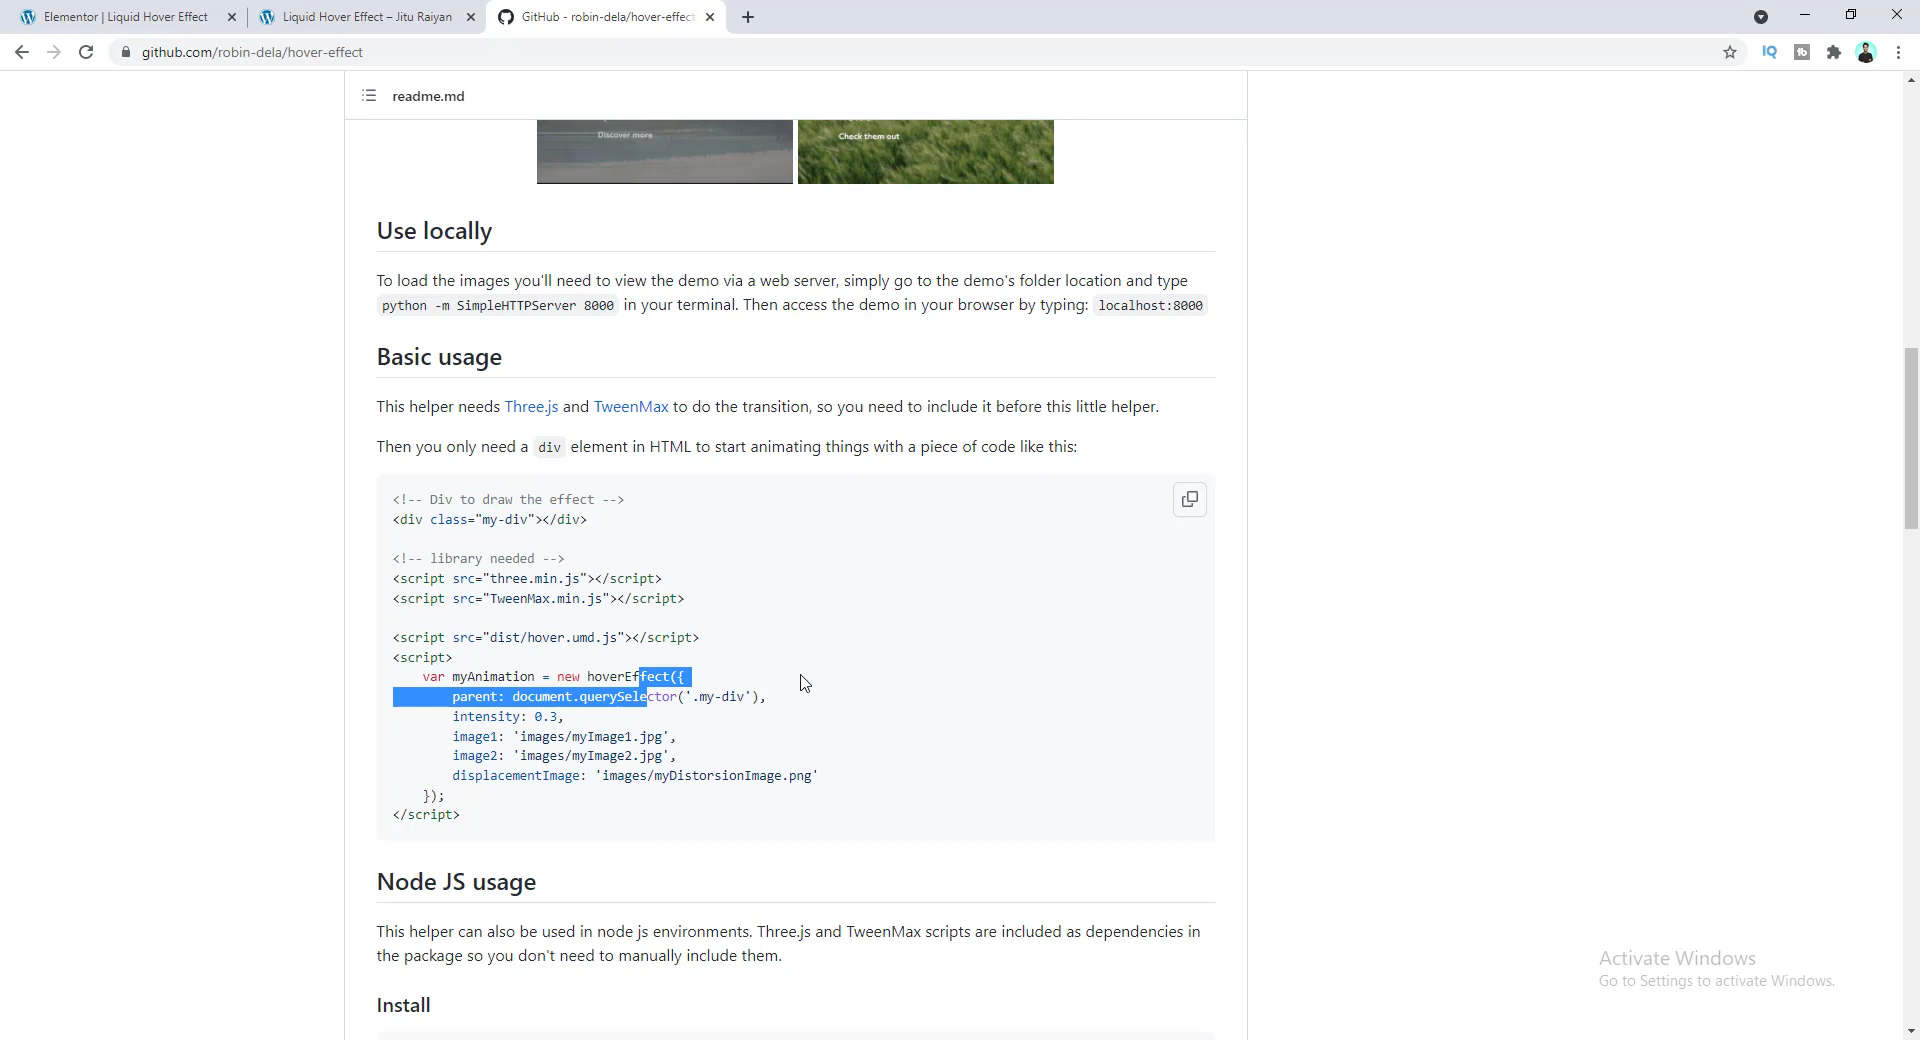 Elementor | Liquid Hover Effect
Liquid Hover Effect – Jitu Raiyan
GitHub - robin-dela/hover-effect
github.com/robin-dela/hover-effect
IQ
tb
readme.md
Discover more
Check them out
Use locally
To load the images you'll need to view the demo via a web server, simply go to the demo's folder location and type
python -m SimpleHTTPServer 8000 in your terminal. Then access the demo in your browser by typing: localhost:8000
Basic usage
This helper needs Three.js and TweenMax to do the transition, so you need to include it before this little helper.
Then you only need a div element in HTML to start animating things with a piece of code like this:
<!-- Div to draw the effect -->
<div class="my-div"></div>
<!-- library needed -->
<script src="three.min.js"></script>
<script src="TweenMax.min.js"></script>
<script src="dist/hover.umd.js"></script>
<script>
var myAnimation = new hoverEffect({
parent: document.querySelector('.my-div'),
intensity: 0.3,
image1: 'images/myImage1.jpg',
image2: 'images/myImage2.jpg',
displacementImage: 'images/myDistorsionImage.png'
});
</script>
Node JS usage
This helper can also be used in node js environments. Three.js and TweenMax scripts are included as dependencies in
the package so you don't need to manually include them.
Install
Activate Windows
Go to Settings to activate Windows.